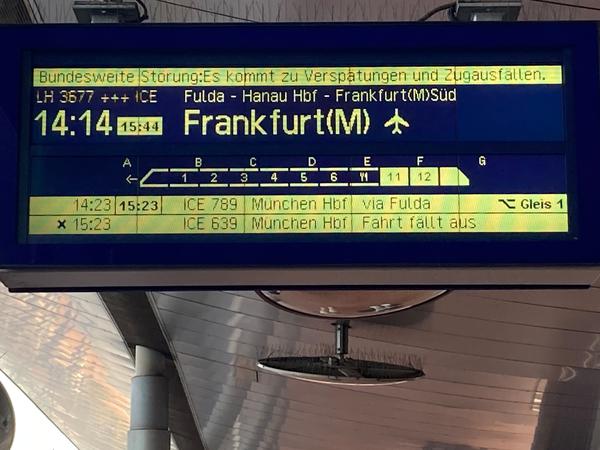 Bundesweite Störung:Es kommt zu Verspätungen und Zugausfällen.
LH 3677 +++ ICE Fulda - Hanau Hbf - Frankfurt(M)Süd
14:14 15:44 Frankfurt(M)
A B C D E F G
1 2 3 4 5 6 11 12
14:23 15:23 ICE 789 München Hbf via Fulda Gleis 1
15:23 ICE 639 München Hbf Fahrt fällt aus